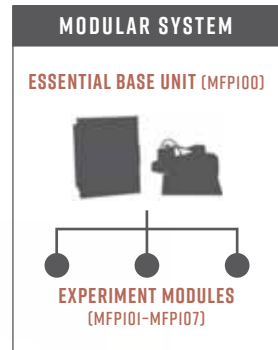 MODULAR SYSTEM
ESSENTIAL BASE UNIT (MFP100)
EXPERIMENT MODULES
(MFP101-MFP107)